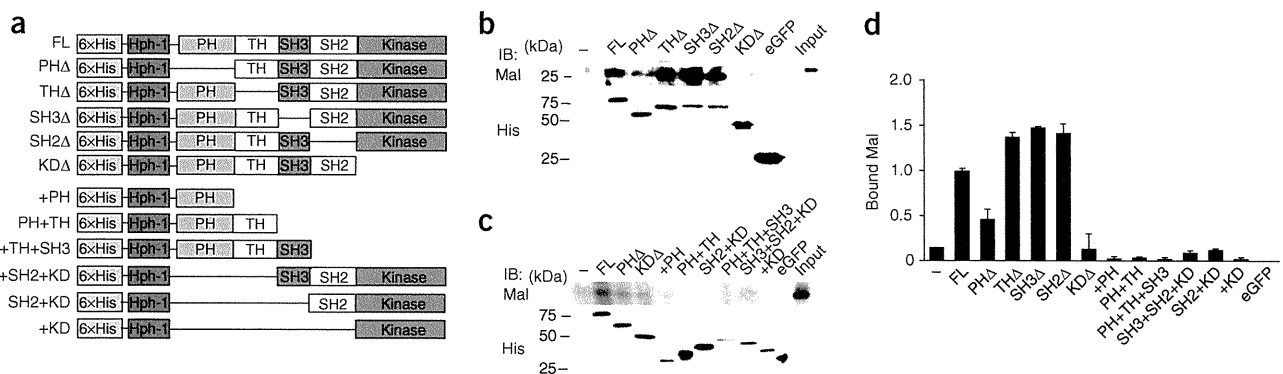 a
FL 6×His Hph-1 PH TH SH3 SH2 Kinase
PHΔ 6×His Hph-1 TH SH3 SH2 Kinase
THΔ 6×His Hph-1 PH SH3 SH2 Kinase
SH3Δ 6×His Hph-1 PH TH SH2 Kinase
SH2Δ 6×His Hph-1 PH TH SH3 Kinase
KDΔ 6×His Hph-1 PH TH SH3 SH2
+PH 6×His Hph-1 PH
PH+TH 6×His Hph-1 PH TH
+TH+SH3 6×His Hph-1 PH TH SH3
+SH2+KD 6×His Hph-1 SH3 SH2 Kinase
SH2+KD 6×His Hph-1 SH2 Kinase
+KD 6×His Hph-1 Kinase
b
IB: (kDa) – FL PHΔ THΔ SH3Δ SH2Δ KDΔ eGFP Input
Mal 25 –
75 –
50 –
His
25 –
c
IB: (kDa) – FL PHΔ KDΔ +PH PH+TH SH2+KD PH+TH+SH3 SH3+SH2+KD +KD eGFP Input
Mal
75 –
50 –
His
25 –
d
Bound Mal
2.0
1.5
1.0
0.5
0
– FL PHΔ THΔ SH3Δ SH2Δ KDΔ +PH PH+TH PH+TH+SH3 SH3+SH2+KD SH2+KD +KD eGFP